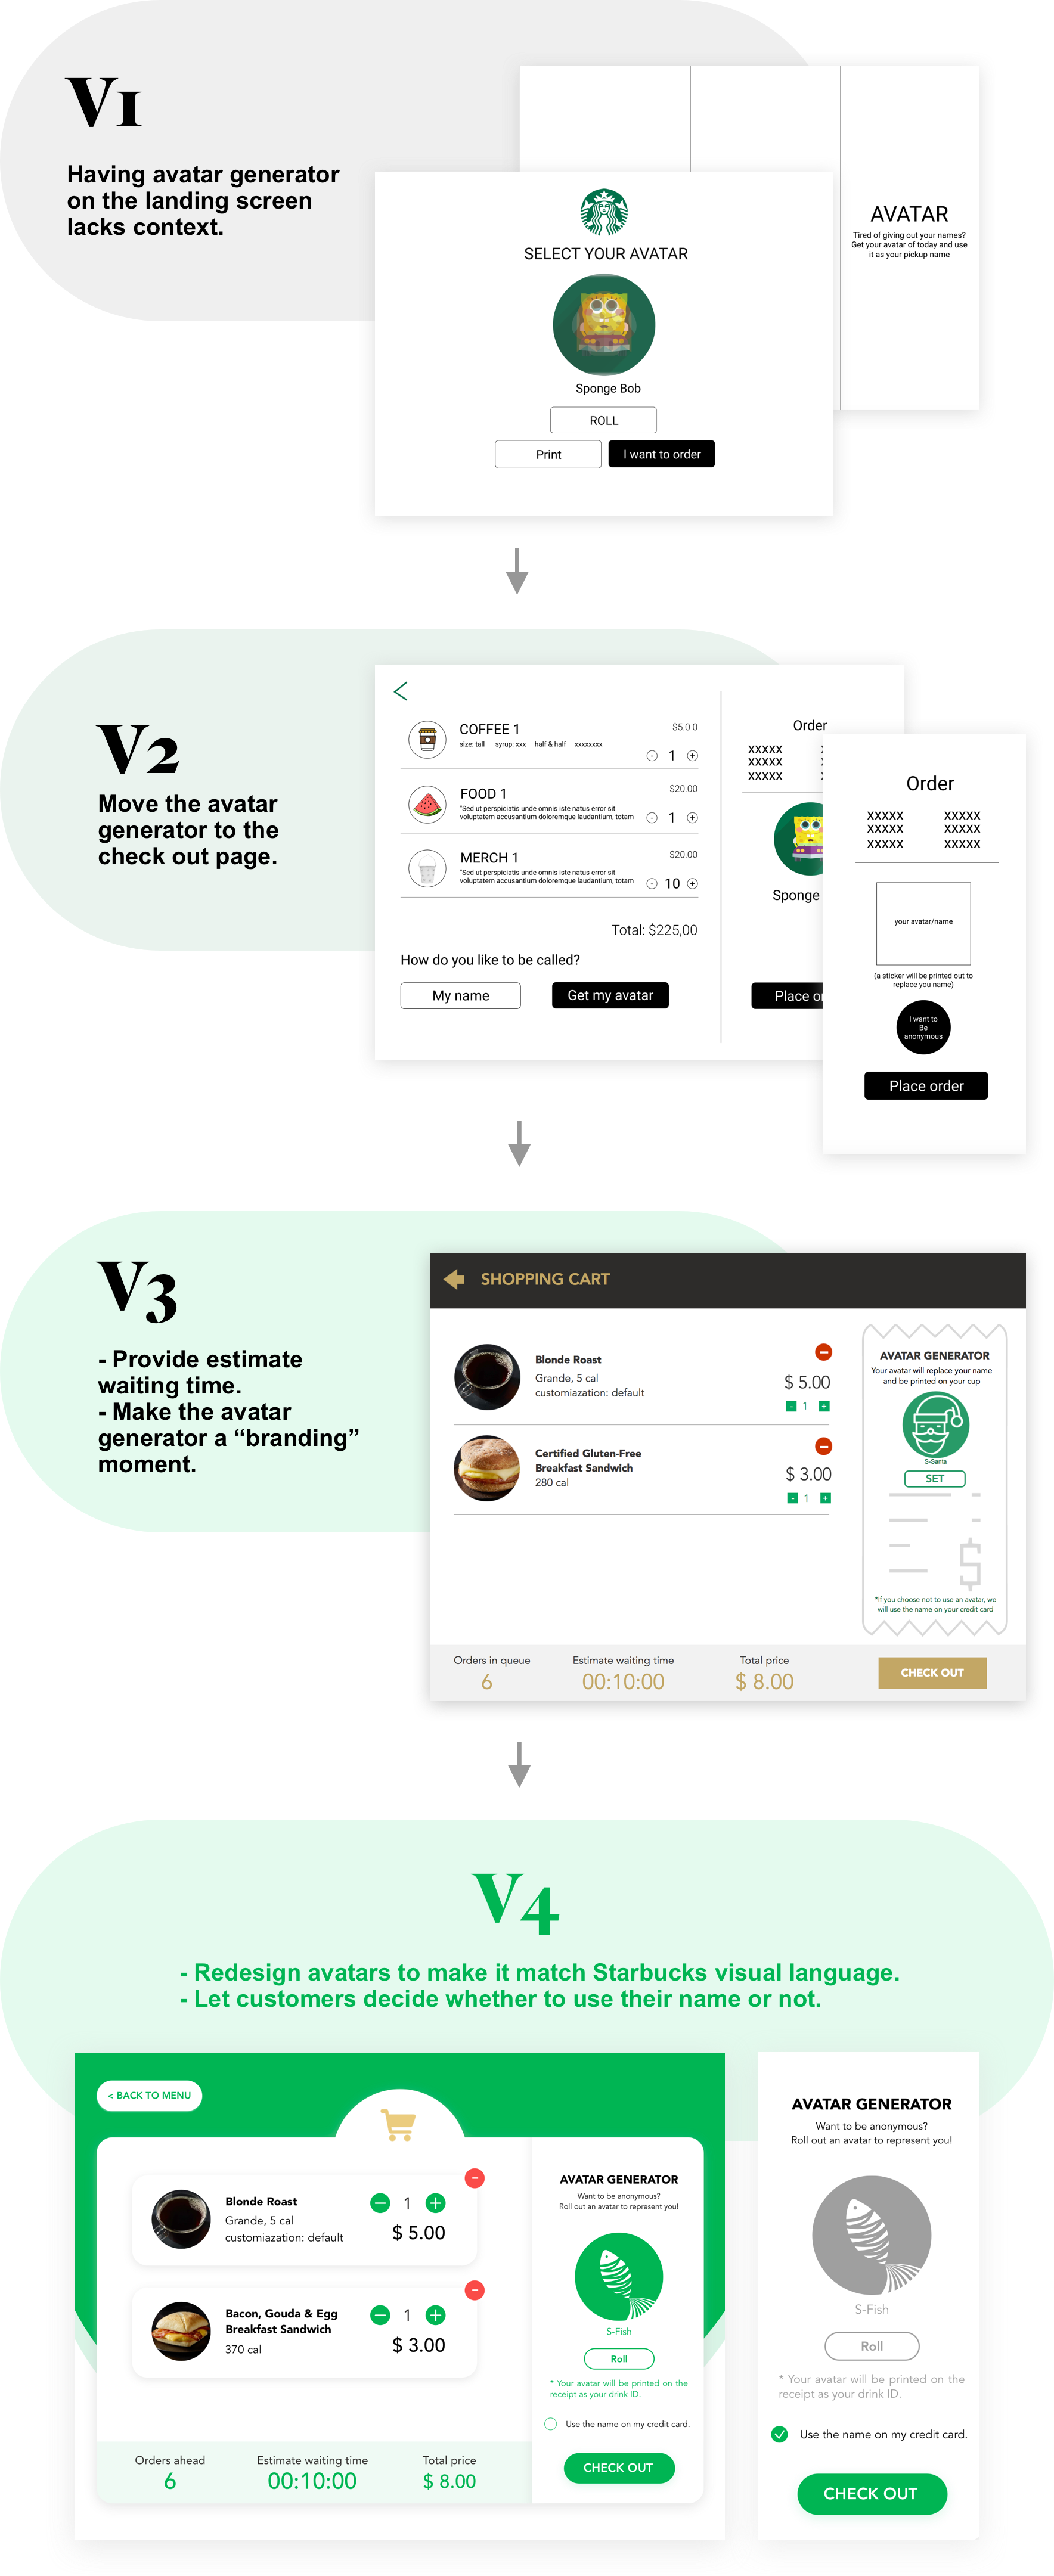 V1
Having avatar generator
on the landing screen
lacks context.
AVATAR
Tired of giving out your names?
Get your avatar of today and use
it as your pickup name
SELECT YOUR AVATAR
Sponge Bob
ROLL
Print
I want to order
V2
Move the avatar
generator to the
check out page.
COFFEE 1
$5.0 0
size: tall syrup: xxx half & half xxxxxxxx
- 1 +
FOOD 1
$20.00
"Sed ut perspiciatis unde omnis iste natus error sit
voluptatem accusantium doloremque laudantium, totam
- 1 +
MERCH 1
$20.00
"Sed ut perspiciatis unde omnis iste natus error sit
voluptatem accusantium doloremque laudantium, totam
- 10 +
Total: $225,00
How do you like to be called?
My name
Get my avatar
Order
XXXXX
XXXXX
XXXXX
Sponge
Place or
Order
XXXXX XXXXX
XXXXX XXXXX
XXXXX XXXXX
your avatar/name
(a sticker will be printed out to
replace you name)
I want to
Be
anonymous
Place order
V3
- Provide estimate
waiting time.
- Make the avatar
generator a “branding”
moment.
SHOPPING CART
Blonde Roast
Grande, 5 cal
customiazation: default
$ 5.00
- 1 +
Certified Gluten-Free
Breakfast Sandwich
280 cal
$ 3.00
- 1 +
AVATAR GENERATOR
Your avatar will replace your name
and be printed on your cup
S-Santa
SET
$
*If you choose not to use an avatar, we
will use the name on your credit card
Orders in queue
6
Estimate waiting time
00:10:00
Total price
$ 8.00
CHECK OUT
V4
- Redesign avatars to make it match Starbucks visual language.
- Let customers decide whether to use their name or not.
< BACK TO MENU
Blonde Roast
Grande, 5 cal
customiazation: default
- 1 +
$ 5.00
Bacon, Gouda & Egg
Breakfast Sandwich
370 cal
- 1 +
$ 3.00
Orders ahead
6
Estimate waiting time
00:10:00
Total price
$ 8.00
AVATAR GENERATOR
Want to be anonymous?
Roll out an avatar to represent you!
S-Fish
Roll
* Your avatar will be printed on the
receipt as your drink ID.
Use the name on my credit card.
CHECK OUT
AVATAR GENERATOR
Want to be anonymous?
Roll out an avatar to represent you!
S-Fish
Roll
* Your avatar will be printed on the
receipt as your drink ID.
Use the name on my credit card.
CHECK OUT